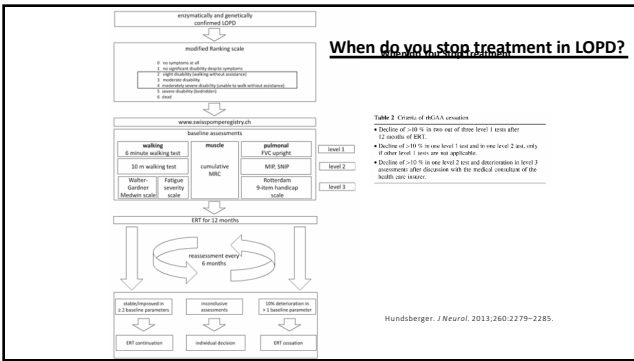 When do you stop treatment in LOPD?
When do You Stop Treatment
enzymatically and genetically
confirmed LOPD
modified Ranking scale
0 no symptoms at all
1 no significant disability despite symptoms
2 slight disability (walking without assistance)
3 moderate disability
4 moderately severe disability (unable to walk without assistance)
5 severe disability (bedridden)
6 dead
www.swisspomperegistry.ch
baseline assessments
walking
6 minute walking test
muscle
cumulative
MRC
pulmonal
FVC upright
level 1
10 m walking test
MIP, SNIP
level 2
Walter-
Gardner
Medwin scale
Fatigue
severity
scale
Rotterdam
9-item handicap
scale
level 3
ERT for 12 months
reassessment every
6 months
stable/improved in
≥ 2 baseline parameters
inconclusive
assessments
10% deterioration in
> 1 baseline parameter
ERT continuation
individual decision
ERT cessation
Table 2 Criteria of rhGAA cessation
• Decline of >10 % in two out of three level 1 tests after
12 months of ERT.
• Decline of >10 % in one level 1 test and in one level 2 test, only
if other level 1 tests are not applicable.
• Decline of >10 % in one level 2 test and deterioration in level 3
assessments after discussion with the medical consultant of the
health care insurer.
Hundsberger. J Neurol. 2013;260:2279–2285.